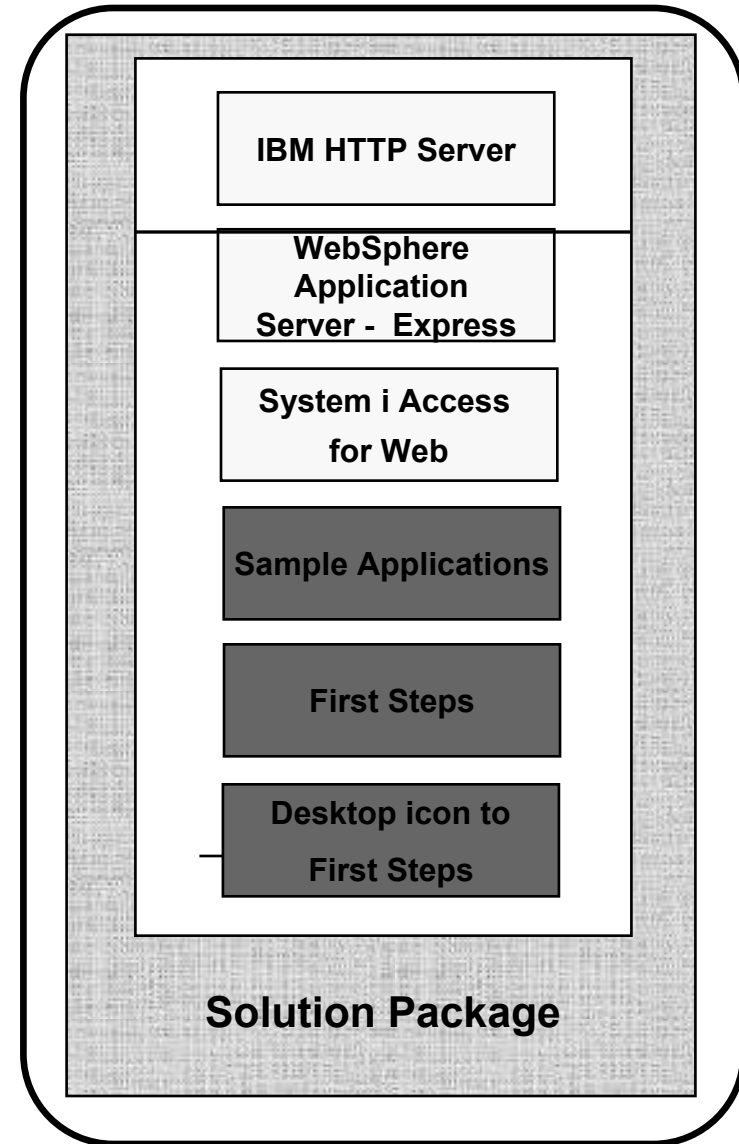 IBM HTTP Server
WebSphere
Application
Server - Express
System i Access
for Web
Sample Applications
First Steps
Desktop icon to
First Steps
Solution Package